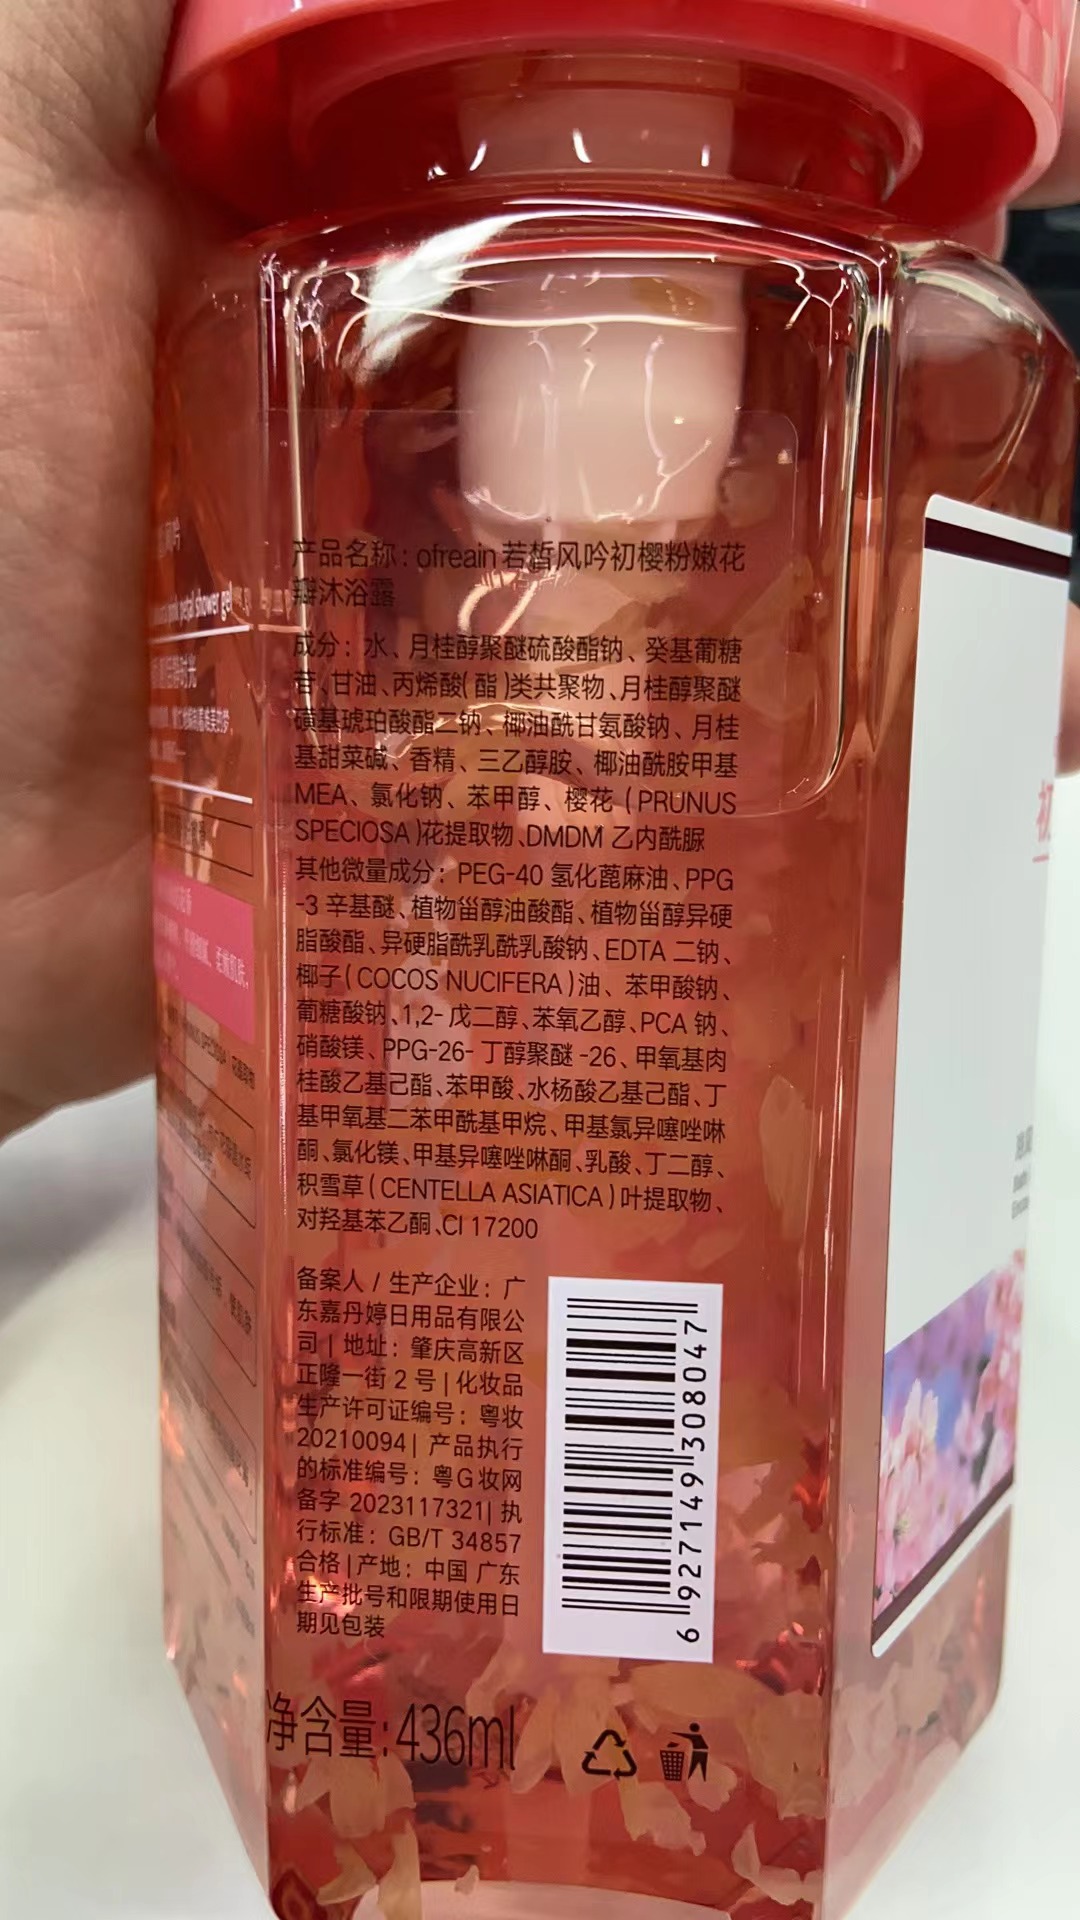 产品名称：ofreain 若皙风吟初樱粉嫩花
瓣沐浴露
成分：水、月桂醇聚醚硫酸酯钠、癸基葡糖
苷、甘油、丙烯酸(酯)类共聚物、月桂醇聚醚
磺基琥珀酸酯二钠、椰油酰甘氨酸钠、月桂
基甜菜碱、香精、三乙醇胺、椰油酰胺甲基
MEA、氯化钠、苯甲醇、樱花（PRUNUS
SPECIOSA)花提取物、DMDM 乙内酰脲
其他微量成分：PEG-40 氢化蓖麻油、PPG
-3 辛基醚、植物甾醇油酸酯、植物甾醇异硬
脂酸酯、异硬脂酰乳酰乳酸钠、EDTA 二钠、
椰子(COCOS NUCIFERA)油、苯甲酸钠、
葡糖酸钠、1,2-戊二醇、苯氧乙醇、PCA 钠、
硝酸镁、PPG-26-丁醇聚醚-26、甲氧基肉
桂酸乙基己酯、苯甲酸、水杨酸乙基己酯、丁
基甲氧基二苯甲酰基甲烷、甲基氯异噻唑啉
酮、氯化镁、甲基异噻唑啉酮、乳酸、丁二醇、
积雪草(CENTELLA ASIATICA)叶提取物、
对羟基苯乙酮、CI 17200
备案人 / 生产企业：广
东嘉丹婷日用品有限公
司 | 地址：肇庆高新区
正隆一街 2 号 | 化妆品
生产许可证编号：粤妆
20210094| 产品执行
的标准编号：粤G妆网
备字 2023117321| 执
行标准：GB/T 34857
合格 | 产地：中国 广东
生产批号和限期使用日
期见包装
6 927149 308047
净含量:436ml
petal shower gel
柔嫩肌肤,
初